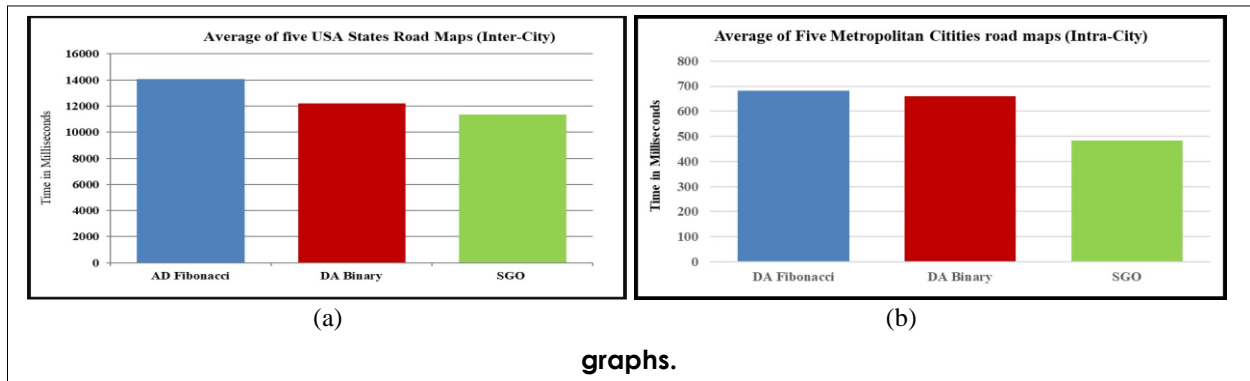 Average of five USA States Road Maps (Inter-City)
Time in Milliseconds
16000
14000
12000
10000
8000
6000
4000
2000
0
AD Fibonacci DA Binary SGO
(a)
Average of Five Metropolitan Citities road maps (Intra-City)
Time in Milliseconds
800
700
600
500
400
300
200
100
0
DA Fibonacci DA Binary SGO
(b)
graphs.